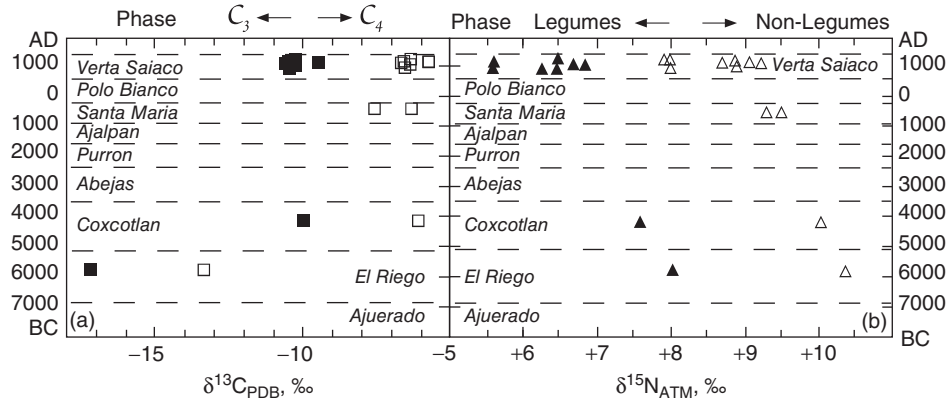 Phase C₃ C₄
Phase Legumes Non-Legumes
AD
1000
0
1000
2000
3000
4000
5000
6000
7000
BC
Verta Saiaco
Polo Bianco
Santa Maria
Ajalpan
Purron
Abejas
Coxcotlan
El Riego
Ajuerado
(a)
−15 −10 −5
δ¹³C_PDB, ‰
Verta Saiaco
Polo Bianco
Santa Maria
Ajalpan
Purron
Abejas
Coxcotlan
El Riego
Ajuerado
(b)
+6 +7 +8 +9 +10
δ¹⁵N_ATM, ‰
AD
1000
0
1000
2000
3000
4000
5000
6000
7000
BC